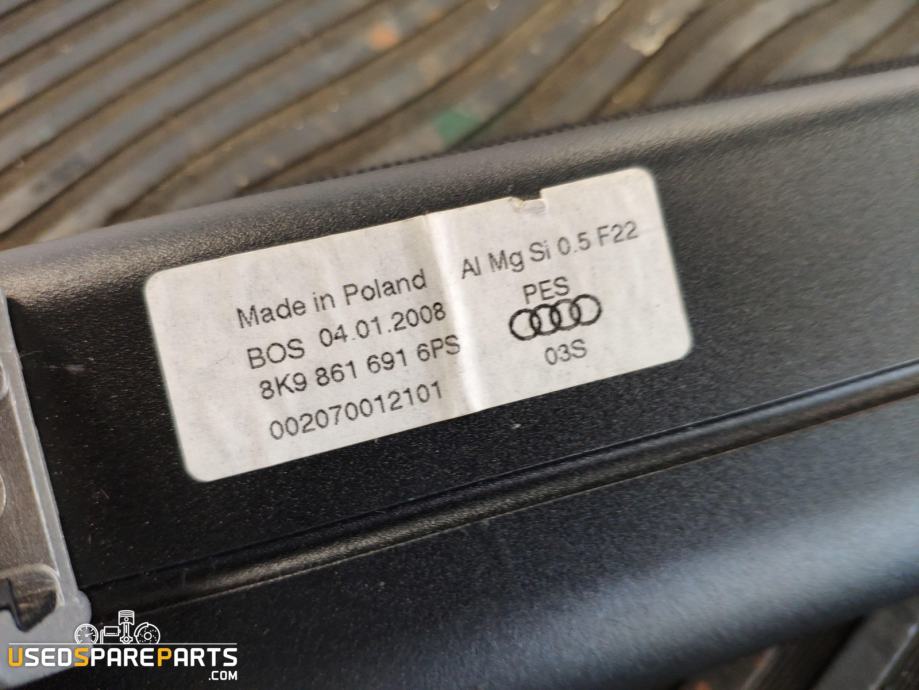 Made in Poland
BOS 04.01.2008
8K9 861 691 6PS
002070012101
Al Mg Si 0.5 F22
PES
03S
USEDSPAREPARTS
.COM